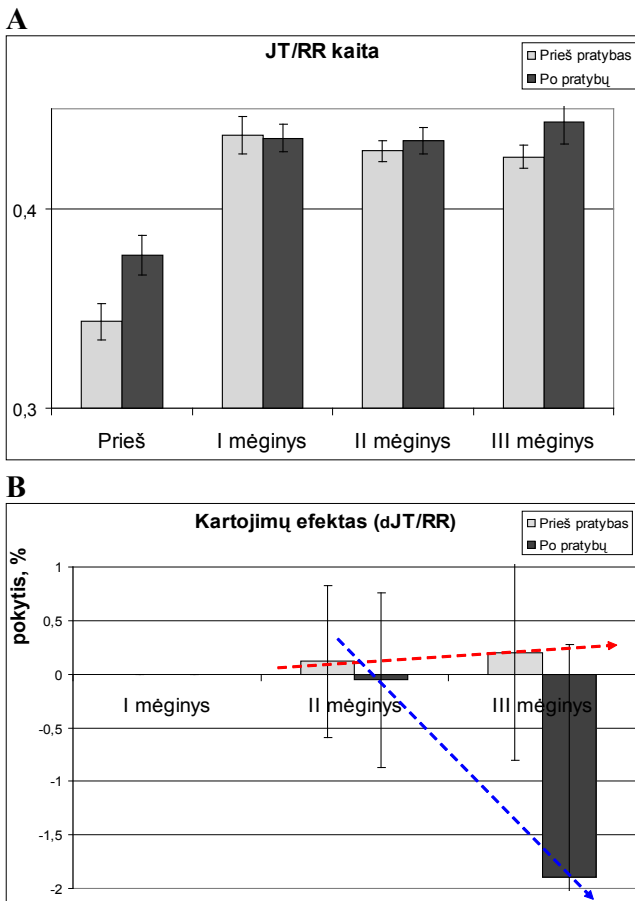 A
JT/RR kaita
Prieš pratybas
Po pratybų
0,4
0,3
Prieš
I mėginys
II mėginys
III mėginys
B
Kartojimų efektas (dJT/RR)
Prieš pratybas
Po pratybų
pokytis, %
1
0,5
0
-0,5
-1
-1,5
-2
I mėginys
II mėginys
III mėginys